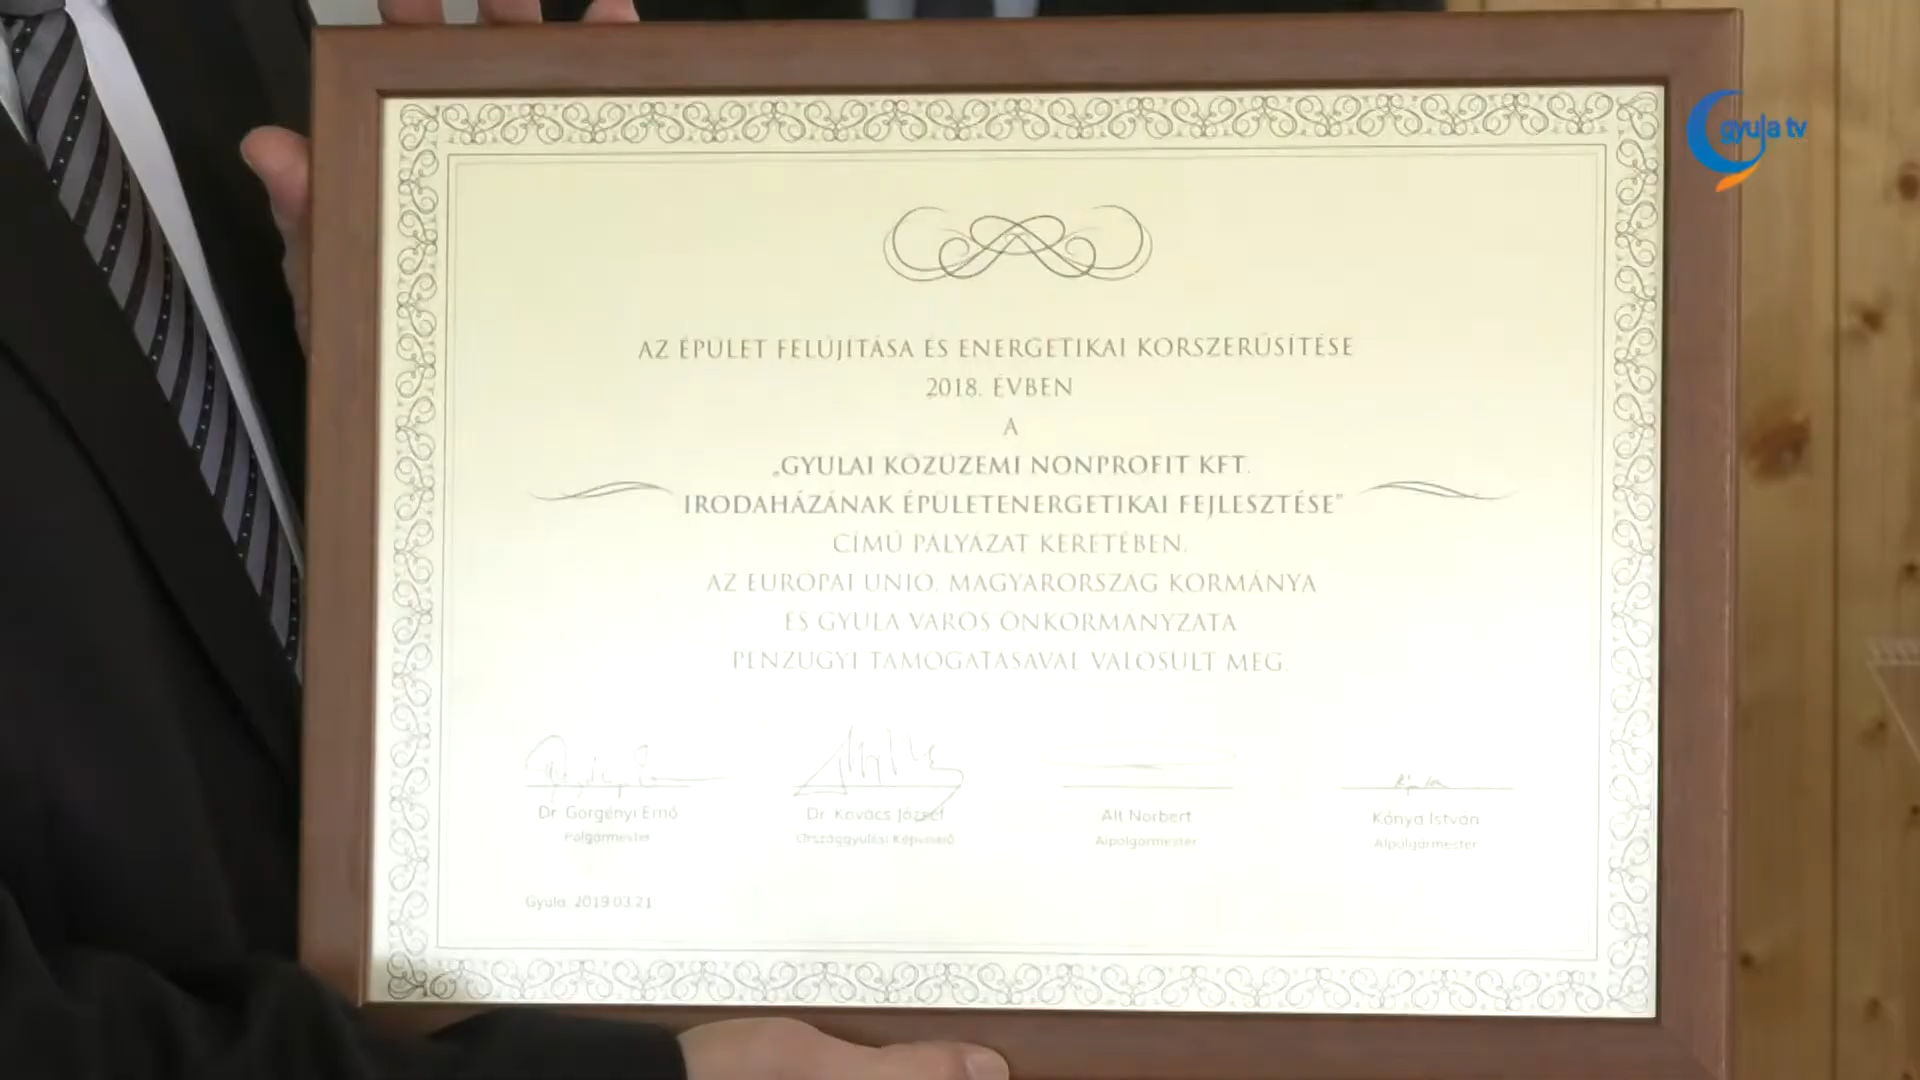 gyula tv
AZ ÉPÜLET FELÚJÍTÁSA ÉS ENERGETIKAI KORSZERŰSÍTÉSE
2018. ÉVBEN
A
„GYULAI KÖZÜZEMI NONPROFIT KFT.
IRODAHÁZÁNAK ÉPÜLETENERGETIKAI FEJLESZTÉSE”
CÍMŰ PÁLYÁZAT KERETÉBEN,
AZ EURÓPAI UNIÓ, MAGYARORSZÁG KORMÁNYA
ÉS GYULA VÁROS ÖNKORMÁNYZATA
PÉNZÜGYI TÁMOGATÁSÁVAL VALÓSULT MEG.
Dr. Görgényi Ernő
Polgármester
Dr. Kovács József
Országgyűlési Képviselő
Alt Norbert
Alpolgármester
Kónya István
Alpolgármester
Gyula, 2019.03.21